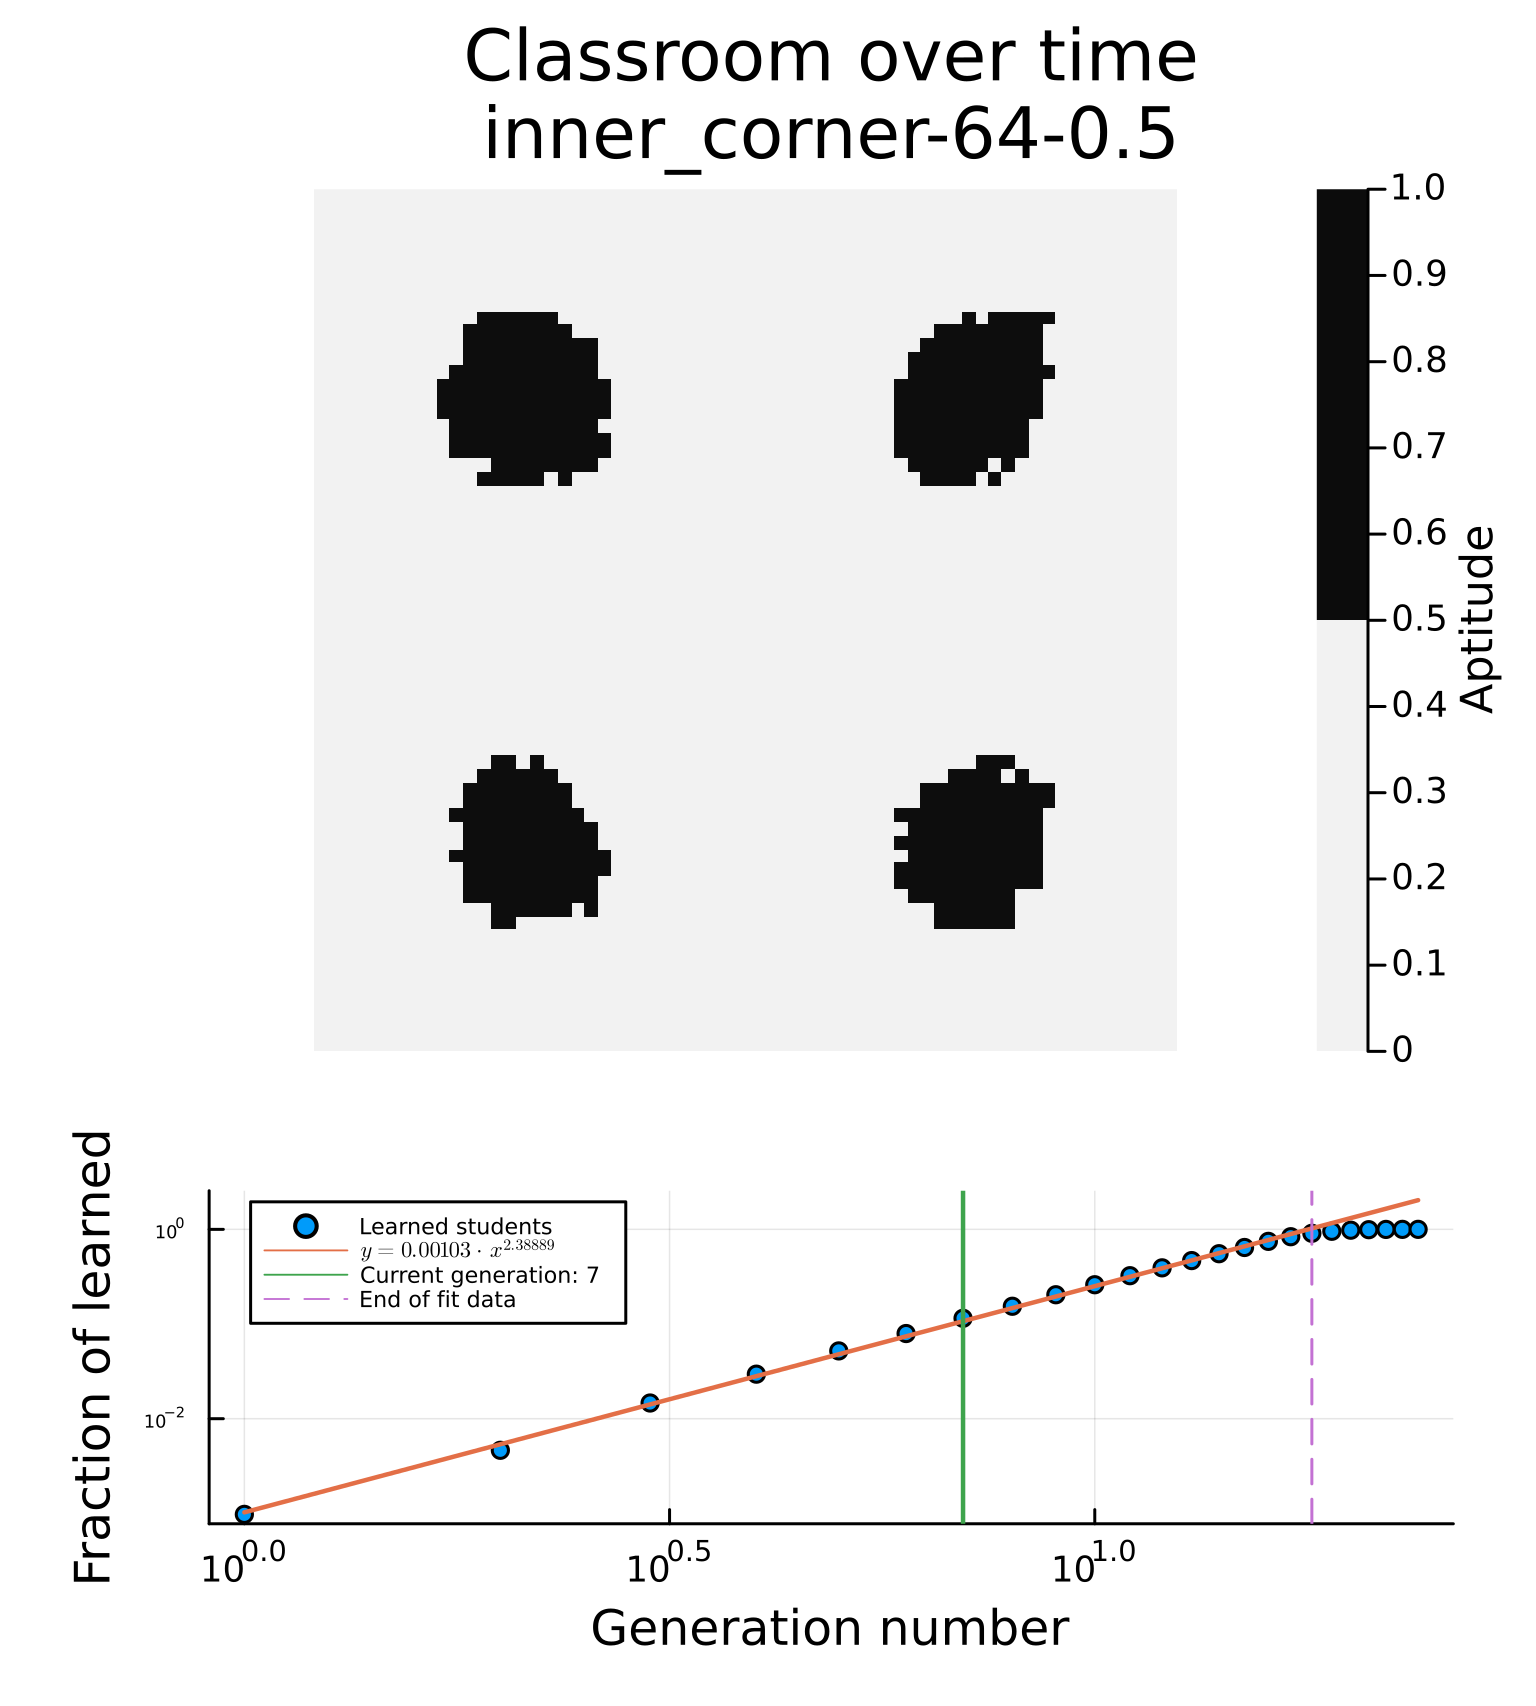 Classroom over time
inner_corner-64-0.5
1.0
0.9
0.8
0.7
0.6
0.5
0.4
0.3
0.2
0.1
0
Aptitude
Fraction of learned
10⁰
10⁻²
Learned students
y = 0.00103 · x^2.38889
Current generation: 7
End of fit data
10^0.0
10^0.5
10^1.0
Generation number